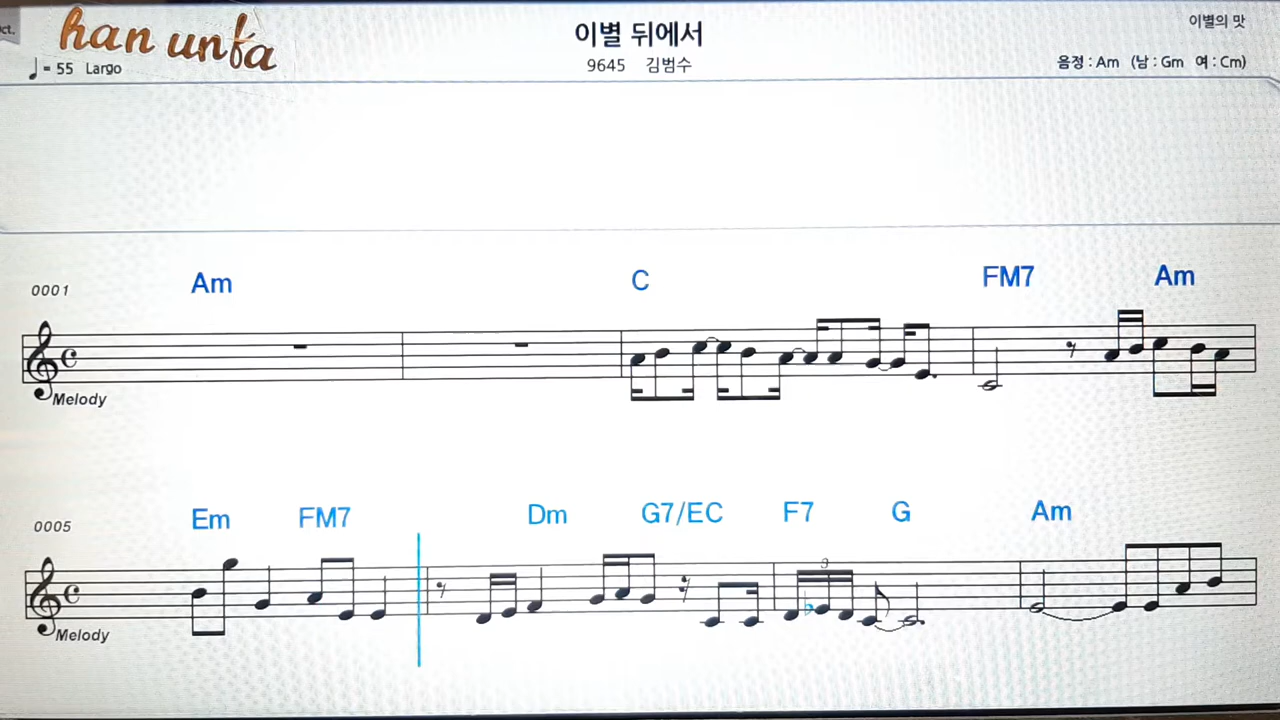 han unfa
이별 뒤에서
이별의 맛
= 55 Largo
9645 김범수
음정 : Am (남 : Gm 여 : Cm)
0001 Am C FM7 Am
Melody
0005 Em FM7 Dm G7/EC F7 G Am
3
Melody